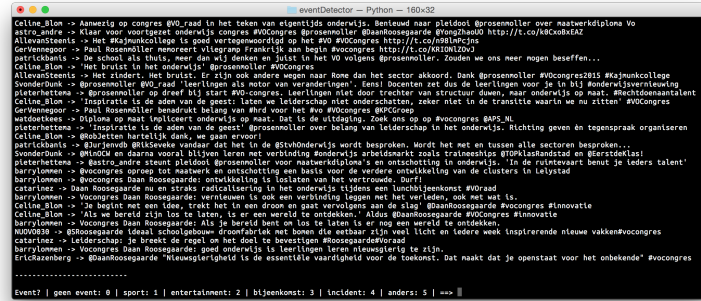 eventDetector — Python — 160×32
Celine_Blom -> Aanwezig op congres @VO_raad in het teken van eigentijds onderwijs. Benieuwd naar pleidooi @prosenmoller over maatwerkdiploma Vo
astro_andre -> Klaar voor voortgezet onderwijs congres #VOCongres @prosenmoller @DaanRoosegaarde @YongZhaoUO http://t.co/k0CxoBxEAZ
AllevanSteenis -> Het #Kajmunkcollege is goed vertegenwoordigd op het #VO #VOCongres http://t.co/n98lmPcjns
GerVennegoor -> Paul Rosenmöller memoreert vliegramp Frankrijk aan begin #vocongres http://t.co/KRIONlZOvJ
patrickbanis -> De school als thuis, meer dan wij denken en juist in het VO volgens @prosenmoller. Zouden we ons meer mogen beseffen...
Celine_Blom -> 'Het bruist in het onderwijs' @prosenmoller #VOCongres
AllevanSteenis -> Het zindert. Het bruist. Er zijn ook andere wegen naar Rome dan het sector akkoord. Dank @prosenmoller #VOcongres2015 #Kajmunkcollege
SvonderDunk -> @prosenmoller @VO_raad 'leerlingen als motor van veranderingen'. Eens! Docenten zet dus de leerlingen voor je in bij #onderwijsvernieuwing
pieterhettema -> @prosenmoller op dreef bij start #VO-congres. Leerlingen niet door trechter van structuur duwen, maar onderwijs op maat. #Rechtdoenaantalent
Celine_Blom -> 'Inspiratie is de adem van de geest: laten we leiderschap niet onderschatten, zeker niet in de transitie waarin we nu zitten' #VOCongres
GerVennegoor -> Paul Rosenmöller benadrukt belang van #hrd voor het #vo #VOCongres @KPCGroep
watdoetkees -> Diploma op maat impliceert onderwijs op maat. Dat is de uitdaging. Zoek ons op op #vocongres @APS_NL
pieterhettema -> 'Inspiratie is de adem van de geest' @prosenmoller over belang van leiderschap in het onderwijs. Richting geven èn tegenspraak organiseren
Celine_Blom -> @robJetten hartelijk dank, we gaan ervoor!
patrickbanis -> @Jurjenvdb @RikSeveke vandaar dat het in de @StvhOnderwijs wordt besproken. Wordt het met en tussen alle sectoren besproken...
SvonderDunk -> @MinOCW en daarna vooral blijven leren met verbinding #onderwijs arbeidsmarkt zoals traineeships @TOPklasRandstad en @EerstdeKlas!
pieterhettema -> @astro_andre steunt pleidooi @prosenmoller voor maatwerkdiploma's en ontschotting in onderwijs. 'In de ruimtevaart benut je ieders talent'
barrylommen -> @vocongres oproep tot maatwerk en ontschotting een basis voor de verdere ontwikkeling van de clusters in Lelystad
barrylommen -> @vocongres Daan Roosegaarde: ontwikkeling is loslaten van het vertrouwde. Durf!
catarinez -> Daan Roosegaarde nu en straks radicalisering in het onderwijs tijdens een lunchbijeenkomst #VOraad
barrylommen -> Vocongres Daan Roosegaarde: vernieuwen is ook een verbinding leggen met het verleden, ook met wat is.
Celine_Blom -> 'Je begint met een idee, trekt het in een droom en gaat vervolgens aan de slag' @DaanRoosegaarde #vocongres #innovatie
Celine_Blom -> 'Als we bereid zijn los te laten, is er een wereld te ontdekken.' Aldus @DaanRoosegaarde #VOCongres #innovatie
barrylommen -> Vocongres Daan Roosegaarde: Als je bereid bent om los te laten is er nog een wereld te ontdekken.
NUOVO030 -> @SRoosegaarde ideaal schoolgebouw= droomfabriek met bomen die eetbaar zijn veel licht en iedere week inspirerende nieuwe vakken#vocongres
catarinez -> Leiderschap: je breekt de regel om het doel te bevestigen #Roosegaarde#Voraad
barrylommen -> Vocongres Daan Roosegaarde: goed onderwijs is leerlingen leren nieuwsgierig te zijn.
EricRazenberg -> @DaanRoosegaarde "Nieuwsgierigheid is de essentiële vaardigheid voor de toekomst. Dat maakt dat je openstaat voor het onbekende" #vocongres
--------------------------
Event? | geen event: 0 | sport: 1 | entertainment: 2 | bijeenkomst: 3 | incident: 4 | anders: 5 | ==>